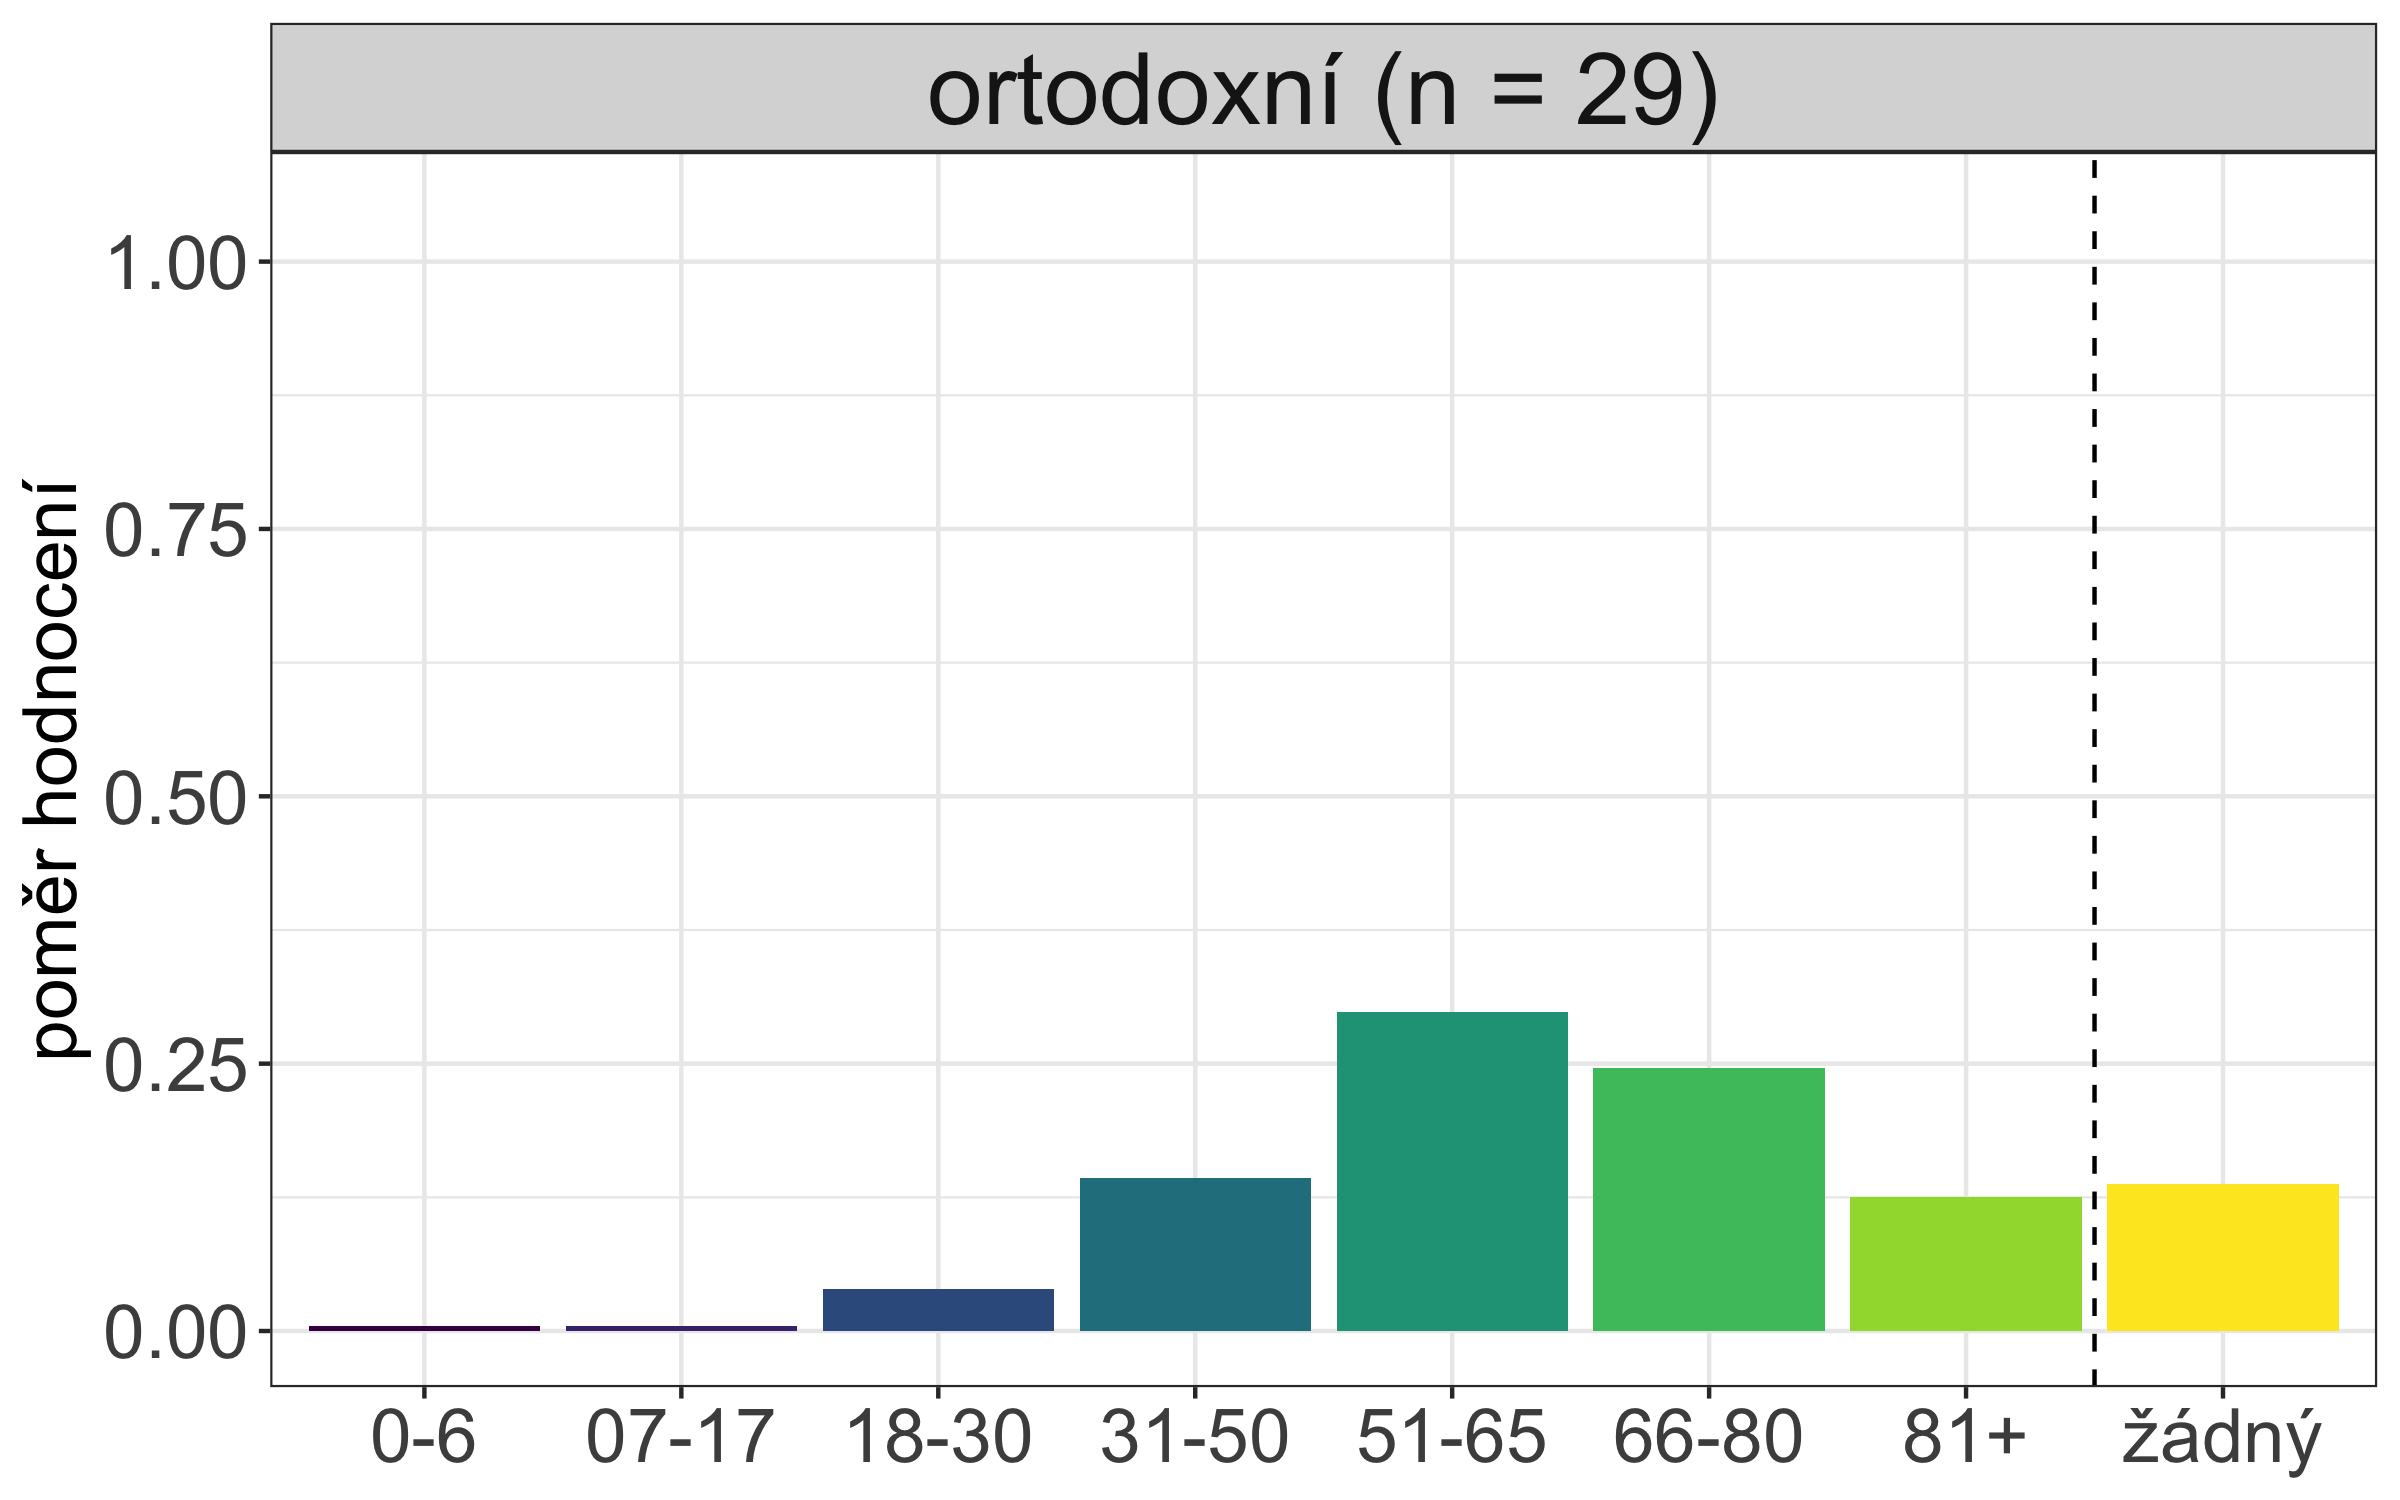 ortodoxní (n = 29)
poměr hodnocení
1.00
0.75
0.50
0.25
0.00
0-6 07-17 18-30 31-50 51-65 66-80 81+ žádný